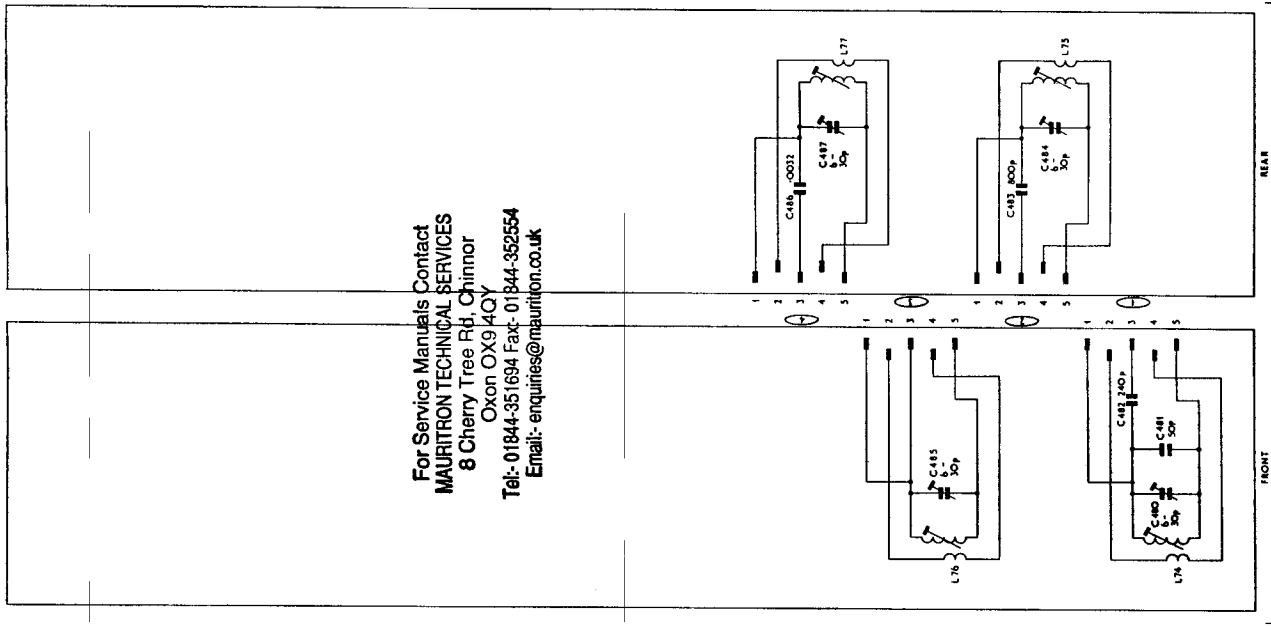 For Service Manuals Contact
MAURITRON TECHNICAL SERVICES
8 Cherry Tree Rd, Chinnor
Oxon OX9 4QY
Tel:- 01844-351694 Fax:- 01844-352554
Email:- enquiries@mauritron.co.uk
L77
C487
6-
30p
C486 ·0032
1
2
3
4
5
L75
C484
6-
30p
C483 800p
1
2
3
4
5
REAR
1
2
3
4
5
C485
6-
30p
L76
1
2
3
4
5
C482 240p
C481
50p
C480
6-
30p
L74
FRONT